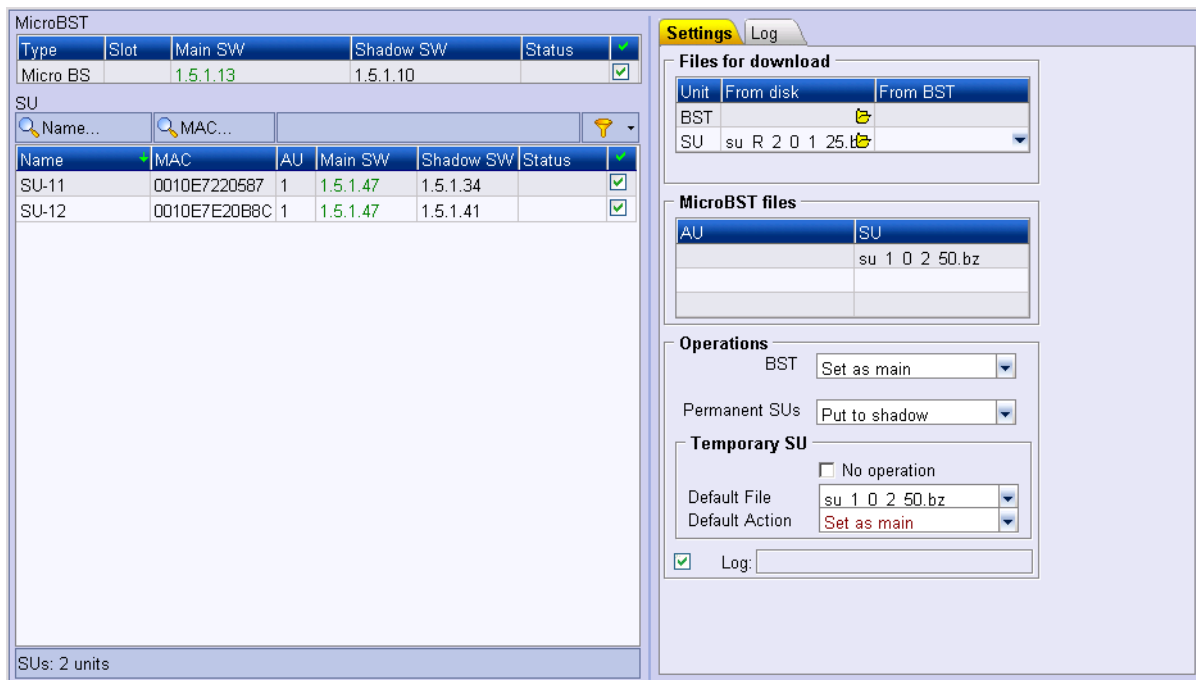 MicroBST
Type Slot Main SW Shadow SW Status
Micro BS 1.5.1.13 1.5.1.10
SU
Name... MAC...
Name MAC AU Main SW Shadow SW Status
SU-11 0010E7220587 1 1.5.1.47 1.5.1.34
SU-12 0010E7E20B8C 1 1.5.1.47 1.5.1.41
SUs: 2 units
Settings Log
Files for download
Unit From disk From BST
BST
SU su R 2 0 1 25.b
MicroBST files
AU SU
su 1 0 2 50.bz
Operations
BST Set as main
Permanent SUs Put to shadow
Temporary SU
No operation
Default File su 1 0 2 50.bz
Default Action Set as main
Log: